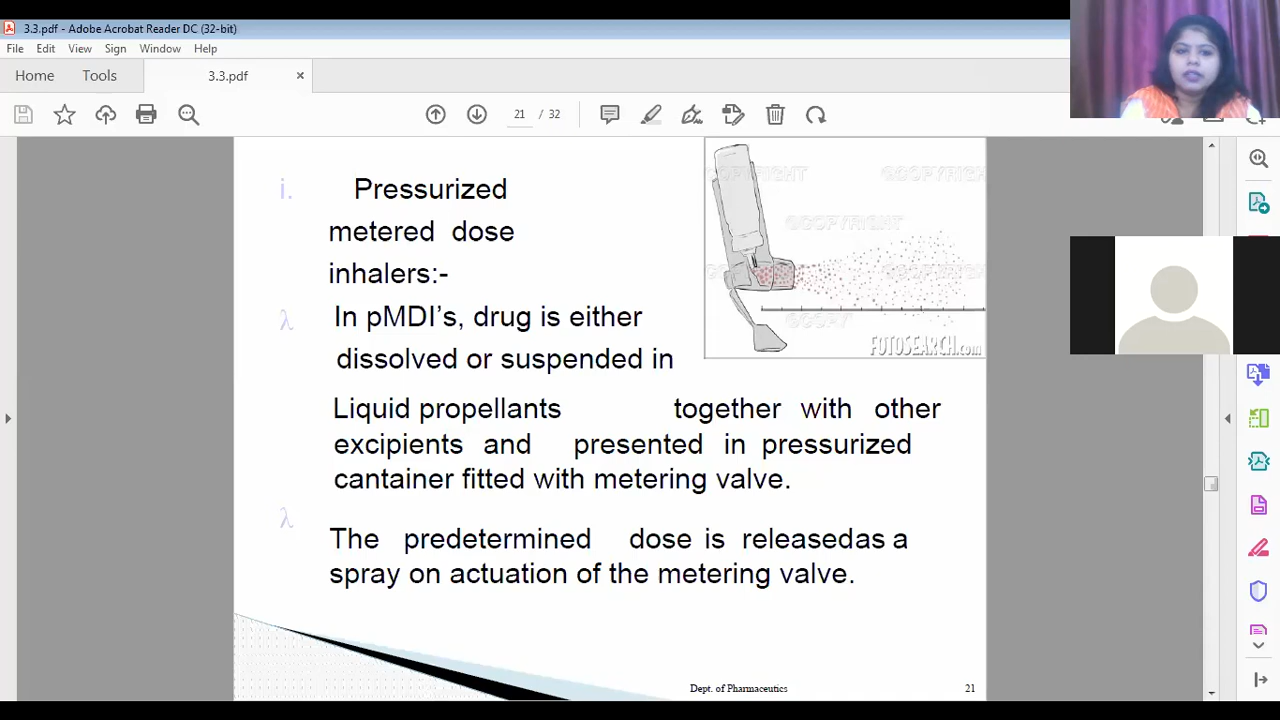 3.3.pdf - Adobe Acrobat Reader DC (32-bit)
File Edit View Sign Window Help
Home Tools 3.3.pdf ×
21 / 32
i. Pressurized
metered dose
inhalers:-
λ In pMDI's, drug is either
dissolved or suspended in
Liquid propellants together with other
excipients and presented in pressurized
cantainer fitted with metering valve.
λ The predetermined dose is releasedas a
spray on actuation of the metering valve.
©COPYRIGHT
FOTOSEARCH.com
Dept. of Pharmaceutics 21